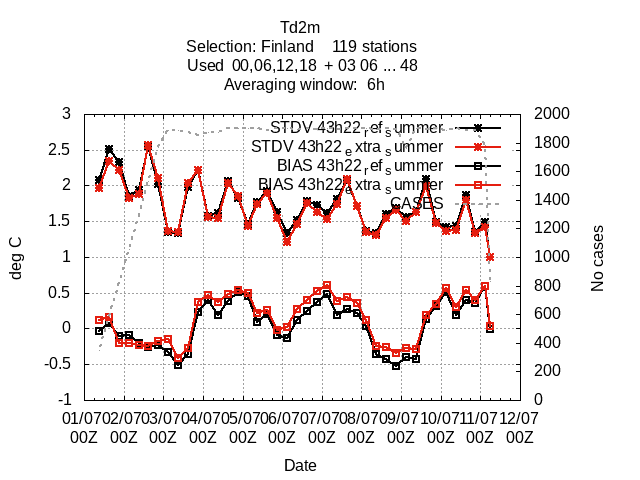 Td2m
Selection: Finland 119 stations
Used 00,06,12,18 + 03 06 ... 48
Averaging window: 6h
STDV 43h22_ref_summer
STDV 43h22_extra_summer
BIAS 43h22_ref_summer
BIAS 43h22_extra_summer
CASES
3
2.5
2
1.5
1
0.5
0
-0.5
-1
deg C
2000
1800
1600
1400
1200
1000
800
600
400
200
0
No cases
01/07 02/07 03/07 04/07 05/07 06/07 07/07 08/07 09/07 10/07 11/07 12/07
00Z 00Z 00Z 00Z 00Z 00Z 00Z 00Z 00Z 00Z 00Z 00Z
Date